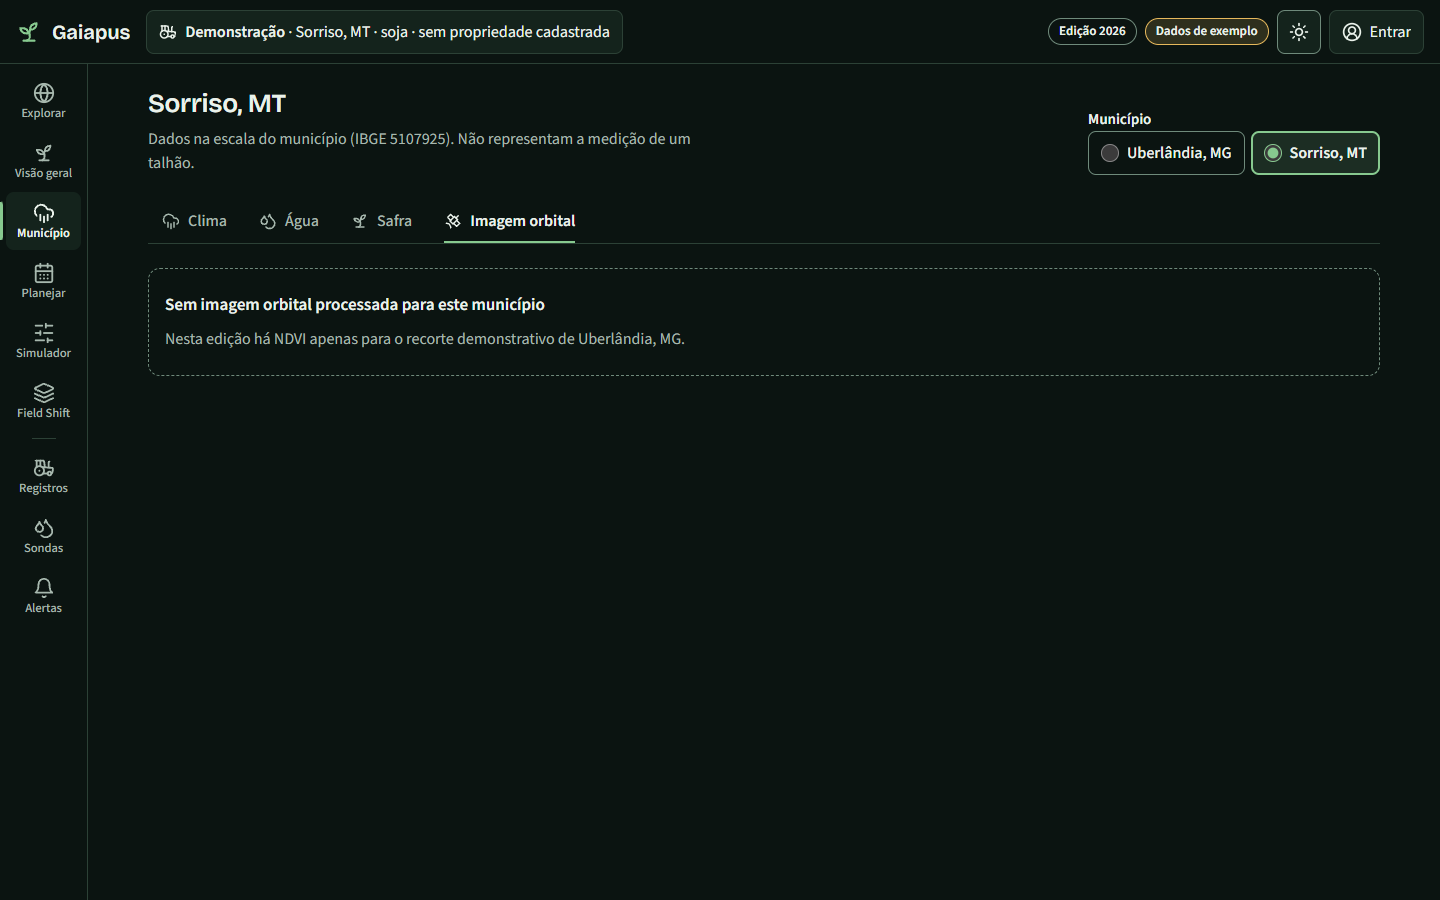 Gaiapus
Demonstração · Sorriso, MT · soja · sem propriedade cadastrada
Edição 2026
Dados de exemplo
Entrar
Explorar
Visão geral
Município
Planejar
Simulador
Field Shift
Registros
Sondas
Alertas
Sorriso, MT
Dados na escala do município (IBGE 5107925). Não representam a medição de um
talhão.
Município
Uberlândia, MG
Sorriso, MT
Clima
Água
Safra
Imagem orbital
Sem imagem orbital processada para este município
Nesta edição há NDVI apenas para o recorte demonstrativo de Uberlândia, MG.